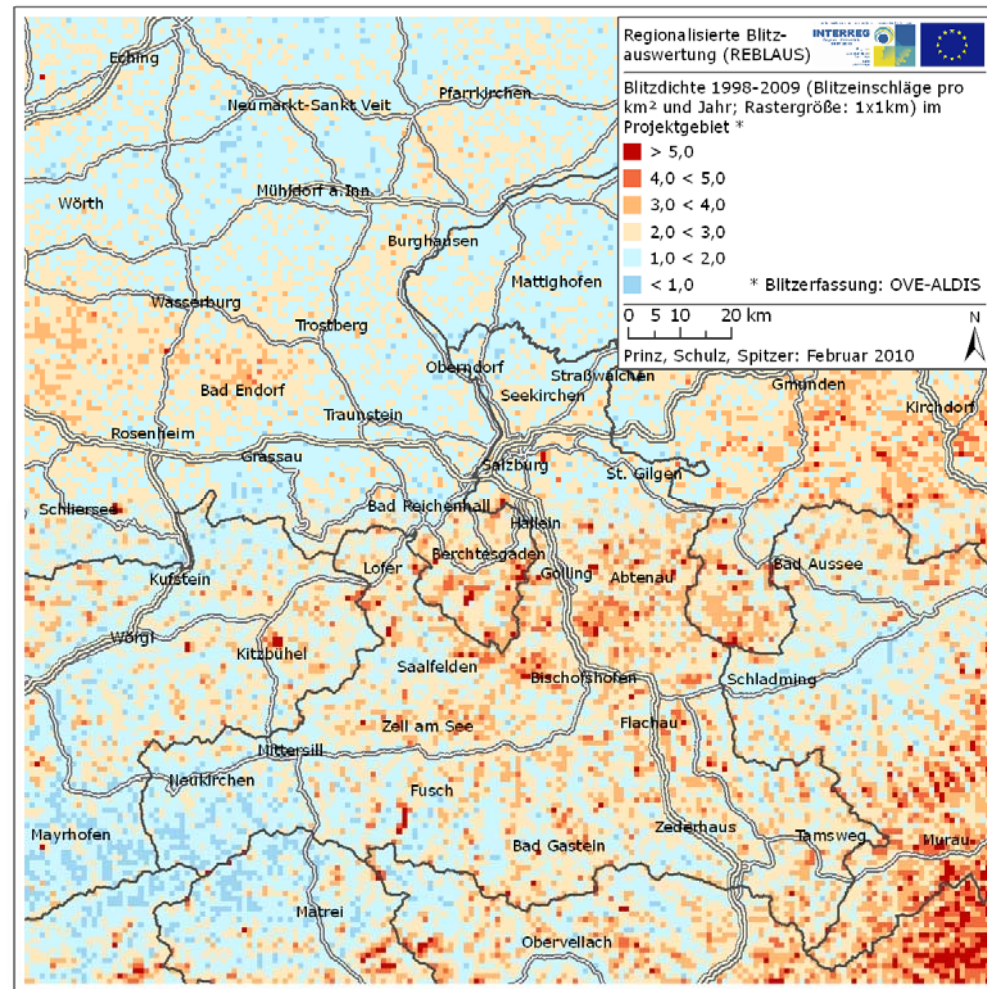 Regionalisierte Blitz-
auswertung (REBLAUS)
INTERREG
Blitzdichte 1998-2009 (Blitzeinschläge pro
km² und Jahr; Rastergröße: 1x1km) im
Projektgebiet *
> 5,0
4,0 < 5,0
3,0 < 4,0
2,0 < 3,0
1,0 < 2,0
< 1,0 * Blitzerfassung: OVE-ALDIS
0 5 10 20 km
N
Prinz, Schulz, Spitzer: Februar 2010
Eching
Pfarrkirchen
Neumarkt-Sankt Veit
Mühldorf a.Inn
Wörth
Burghausen
Mattighofen
Wasserburg
Trostberg
Oberndorf
Straßwalchen
Gmunden
Bad Endorf
Seekirchen
Kirchdorf
Traunstein
Rosenheim
Grassau
Salzburg
St. Gilgen
Schliersee
Bad Reichenhall
Hallein
Berchtesgaden
Lofer
Golling
Abtenau
Bad Aussee
Kufstein
Wörgl
Kitzbühel
Saalfelden
Bischofshofen
Schladming
Zell am See
Flachau
Mittersill
Neukirchen
Fusch
Mayrhofen
Zederhaus
Tamsweg
Murau
Bad Gastein
Matrei
Obervellach